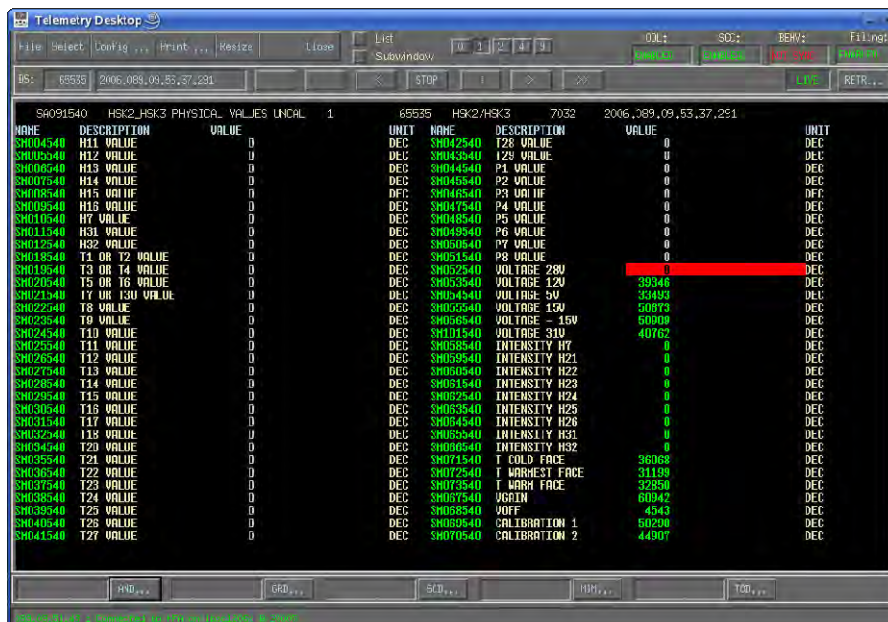 Telemetry Desktop
File Select Config ... Print ... Resize Close
List
Subwindow
0 1 2 4 9
ODL: SCC: BEHV: Filing:
ENABLED
DS: 65535 2006.089.09.53.37.291 STOP LIVE RETR...
SA091540 HSK2_HSK3 PHYSICAL VALUES UNCAL 1 65535 HSK2/HSK3 7032 2006.089.09.53.37.291
NAME DESCRIPTION VALUE UNIT NAME DESCRIPTION VALUE UNIT
SM004540 H11 VALUE 0 DEC SM042540 T28 VALUE 0 DEC
SM005540 H12 VALUE 0 DEC SM043540 T29 VALUE 0 DEC
SM006540 H13 VALUE 0 DEC SM044540 P1 VALUE 0 DEC
SM007540 H14 VALUE 0 DEC SM045540 P2 VALUE 0 DEC
SM008540 H15 VALUE 0 DEC SM046540 P3 VALUE 0 DEC
SM009540 H16 VALUE 0 DEC SM047540 P4 VALUE 0 DEC
SM010540 H7 VALUE 0 DEC SM048540 P5 VALUE 0 DEC
SM011540 H31 VALUE 0 DEC SM049540 P6 VALUE 0 DEC
SM012540 H32 VALUE 0 DEC SM050540 P7 VALUE 0 DEC
SM018540 T1 OR T2 VALUE 0 DEC SM051540 P8 VALUE 0 DEC
SM019540 T3 OR T4 VALUE 0 DEC SM052540 VOLTAGE 28V 0 DEC
SM020540 T5 OR T6 VALUE 0 DEC SM053540 VOLTAGE 12V 39346 DEC
SM021540 T7 OR T30 VALUE 0 DEC SM054540 VOLTAGE 5V 33493 DEC
SM022540 T8 VALUE 0 DEC SM055540 VOLTAGE 15V 50873 DEC
SM023540 T9 VALUE 0 DEC SM056540 VOLTAGE - 15V 50909 DEC
SM024540 T10 VALUE 0 DEC SM101540 VOLTAGE 31V 40762 DEC
SM025540 T11 VALUE 0 DEC SM058540 INTENSITY H7 0 DEC
SM026540 T12 VALUE 0 DEC SM059540 INTENSITY H21 0 DEC
SM027540 T13 VALUE 0 DEC SM060540 INTENSITY H22 0 DEC
SM028540 T14 VALUE 0 DEC SM061540 INTENSITY H23 0 DEC
SM029540 T15 VALUE 0 DEC SM062540 INTENSITY H24 0 DEC
SM030540 T16 VALUE 0 DEC SM063540 INTENSITY H25 0 DEC
SM031540 T17 VALUE 0 DEC SM064540 INTENSITY H26 0 DEC
SM032540 T18 VALUE 0 DEC SM065540 INTENSITY H31 0 DEC
SM034540 T20 VALUE 0 DEC SM066540 INTENSITY H32 0 DEC
SM035540 T21 VALUE 0 DEC SM071540 T COLD FACE 36068 DEC
SM036540 T22 VALUE 0 DEC SM072540 T WARMEST FACE 31199 DEC
SM037540 T23 VALUE 0 DEC SM073540 T WARM FACE 32850 DEC
SM038540 T24 VALUE 0 DEC SM067540 VGAIN 60942 DEC
SM039540 T25 VALUE 0 DEC SM068540 VOFF 4543 DEC
SM040540 T26 VALUE 0 DEC SM069540 CALIBRATION 1 50290 DEC
SM041540 T27 VALUE 0 DEC SM070540 CALIBRATION 2 44907 DEC
AND... GRD... SCD... MIM... TOD...